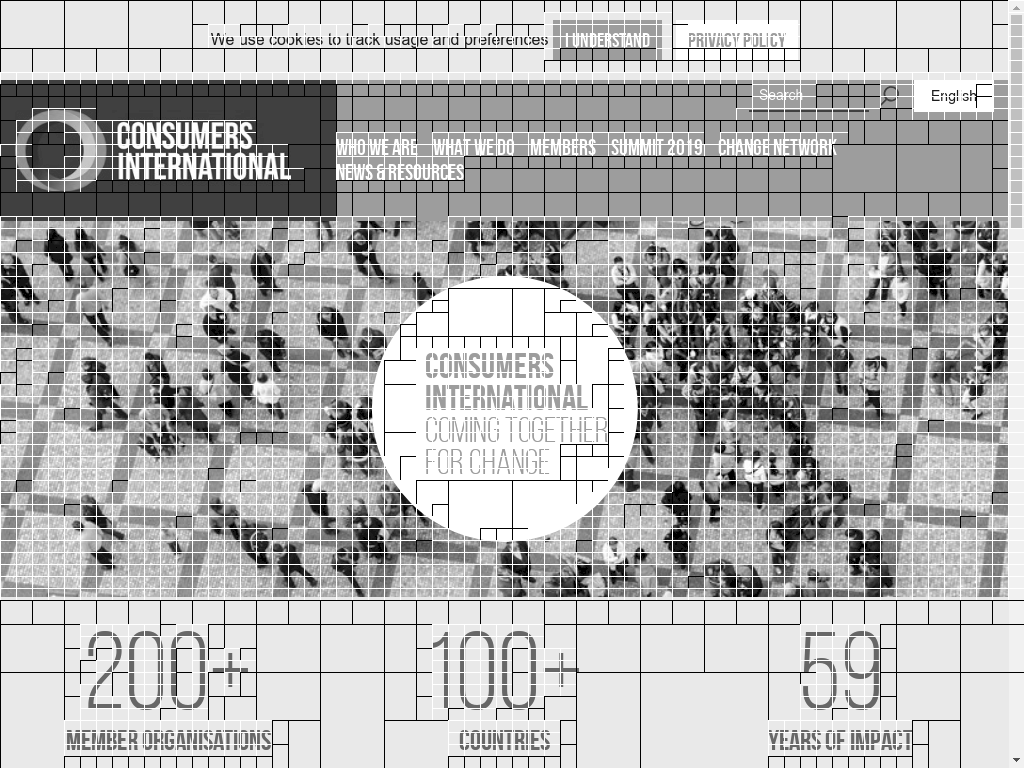 We use cookies to track usage and preferences I UNDERSTAND PRIVACY POLICY
Search English
CONSUMERS
INTERNATIONAL
WHO WE ARE WHAT WE DO MEMBERS SUMMIT 2019 CHANGE NETWORK
NEWS & RESOURCES
CONSUMERS
INTERNATIONAL
COMING TOGETHER
FOR CHANGE
200+ 100+ 59
MEMBER ORGANISATIONS COUNTRIES YEARS OF IMPACT